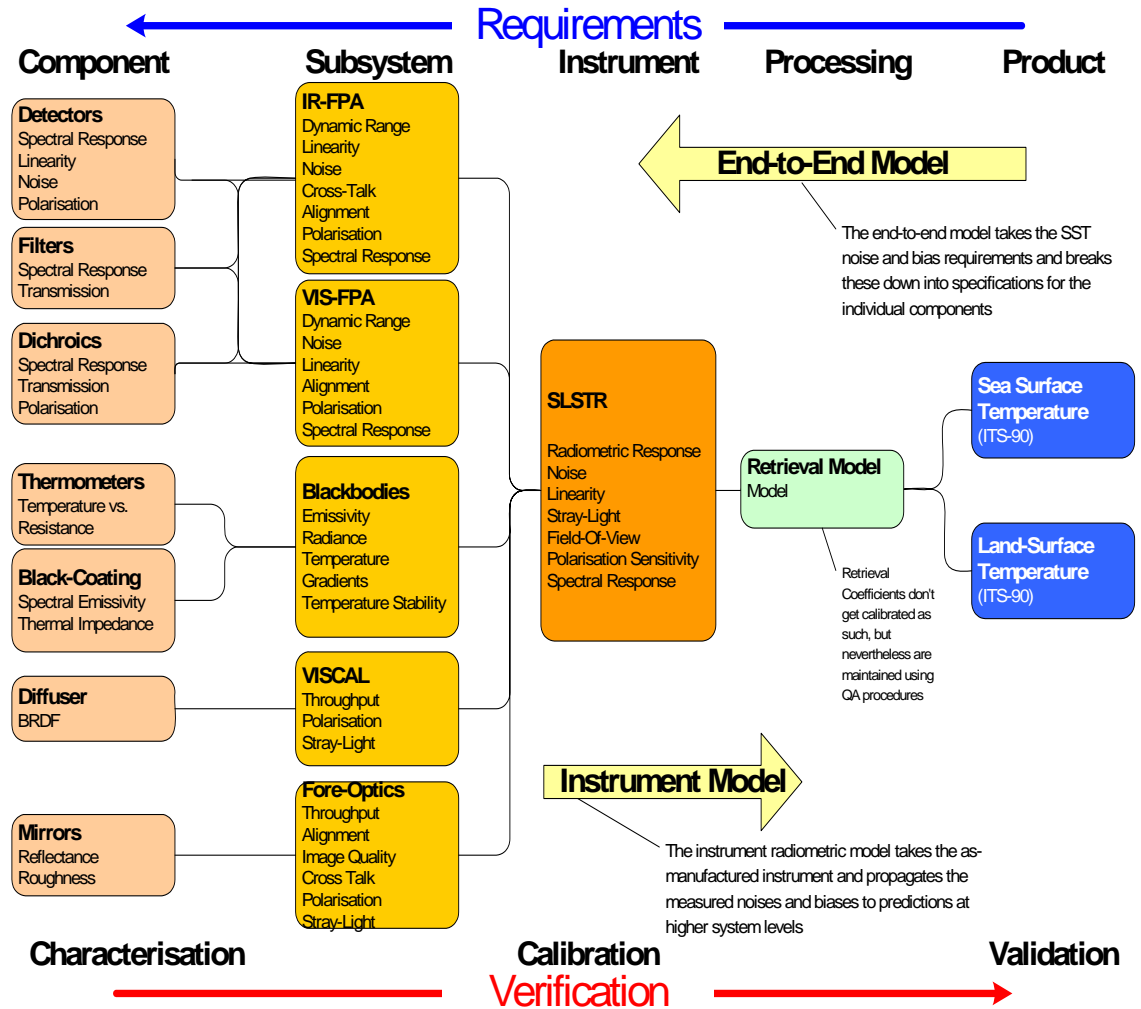 Requirements
Component
Subsystem
Instrument
Processing
Product
Detectors
Spectral Response
Linearity
Noise
Polarisation
Filters
Spectral Response
Transmission
Dichroics
Spectral Response
Transmission
Polarisation
Thermometers
Temperature vs.
Resistance
Black-Coating
Spectral Emissivity
Thermal Impedance
Diffuser
BRDF
Mirrors
Reflectance
Roughness
IR-FPA
Dynamic Range
Linearity
Noise
Cross-Talk
Alignment
Polarisation
Spectral Response
VIS-FPA
Dynamic Range
Noise
Linearity
Alignment
Polarisation
Spectral Response
Blackbodies
Emissivity
Radiance
Temperature
Gradients
Temperature Stability
VISCAL
Throughput
Polarisation
Stray-Light
Fore-Optics
Throughput
Alignment
Image Quality
Cross Talk
Polarisation
Stray-Light
SLSTR
Radiometric Response
Noise
Linearity
Stray-Light
Field-Of-View
Polarisation Sensitivity
Spectral Response
End-to-End Model
The end-to-end model takes the SST
noise and bias requirements and breaks
these down into specifications for the
individual components
Retrieval Model
Model
Retrieval
Coefficients don't
get calibrated as
such, but
nevertheless are
maintained using
QA procedures
Sea Surface
Temperature
(ITS-90)
Land-Surface
Temperature
(ITS-90)
Instrument Model
The instrument radiometric model takes the as-
manufactured instrument and propagates the
measured noises and biases to predictions at
higher system levels
Characterisation
Calibration
Validation
Verification